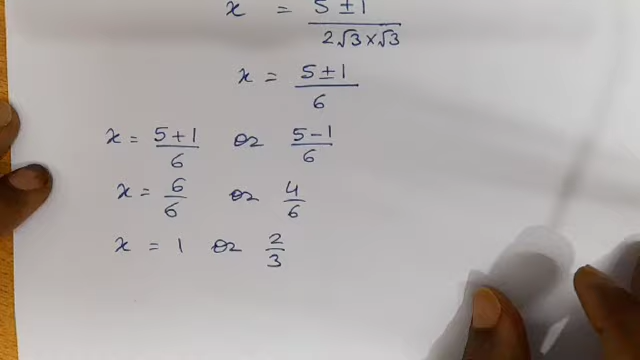 x = 5 ± 1 / 2√3 × √3
x = 5 ± 1 / 6
x = 5 + 1 / 6 or 5 - 1 / 6
x = 6 / 6 or 4 / 6
x = 1 or 2 / 3